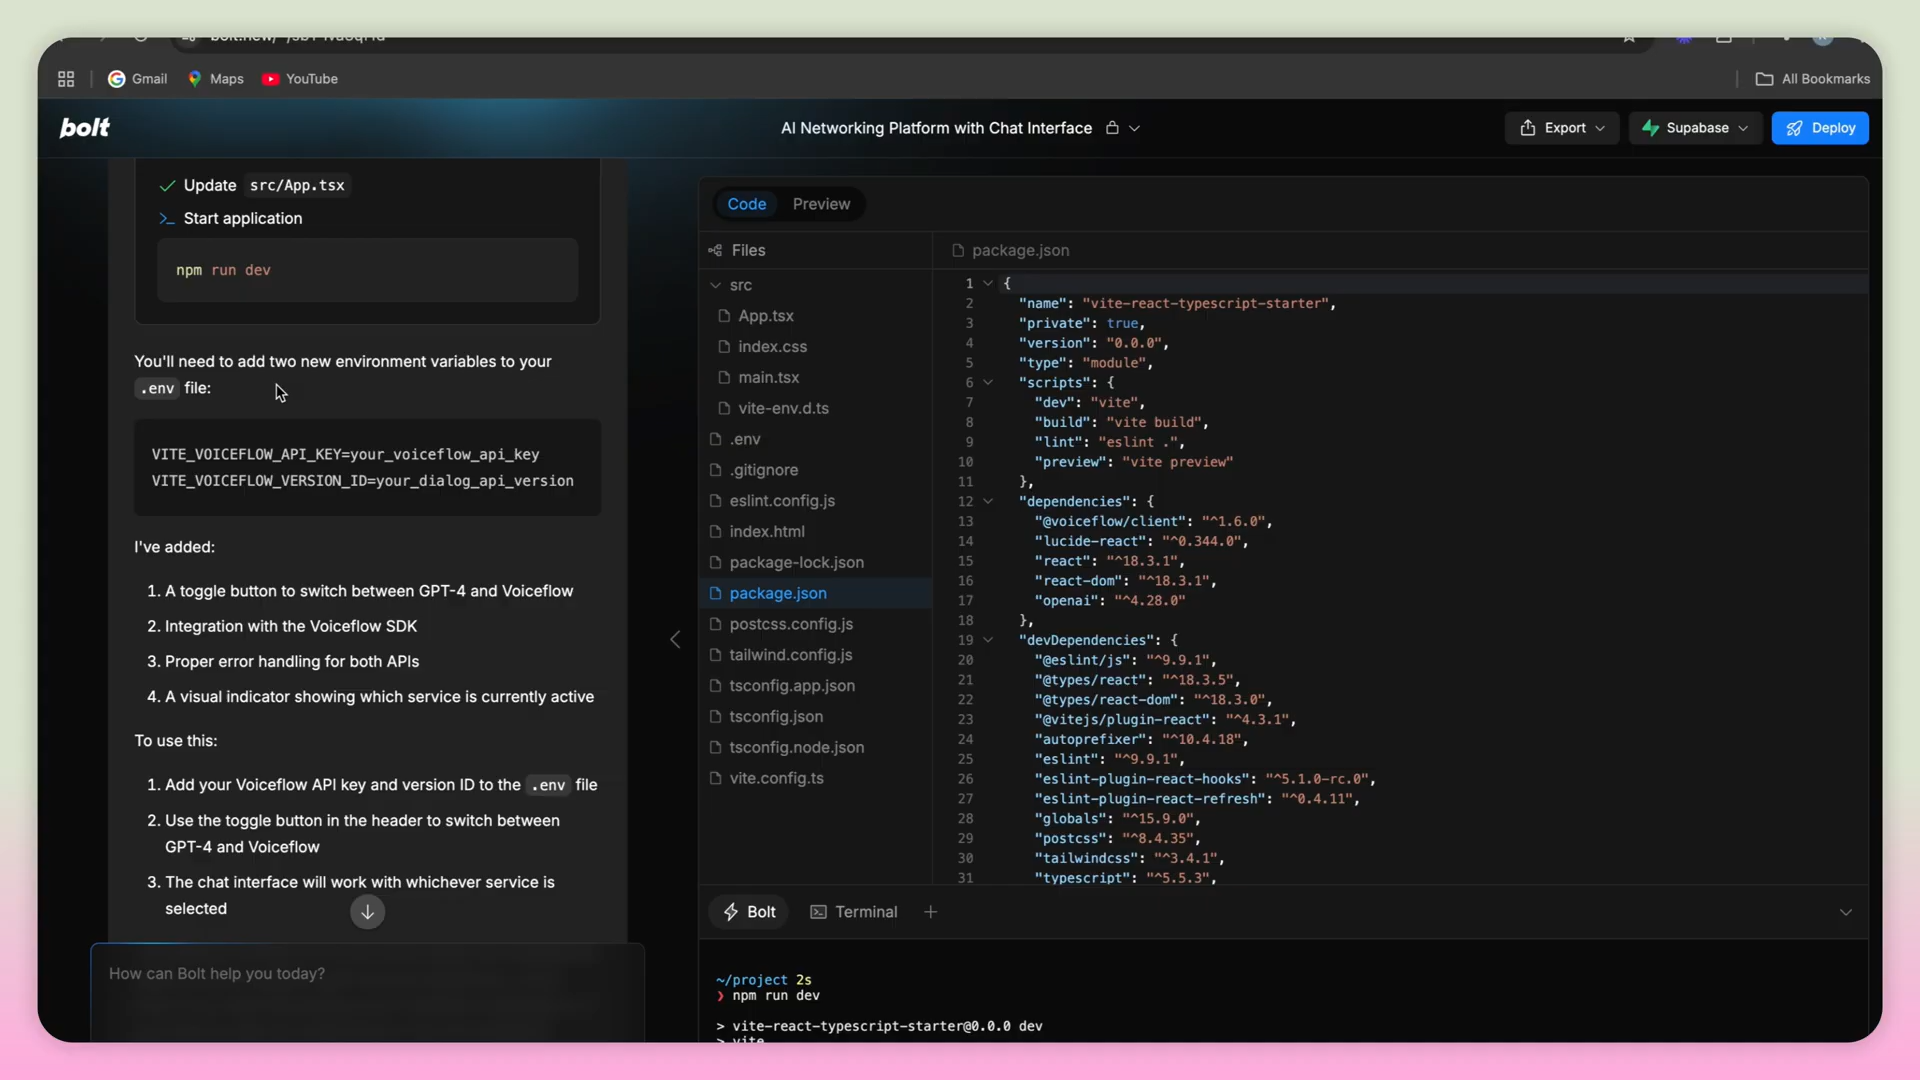 Gmail
Maps
YouTube
All Bookmarks
bolt
AI Networking Platform with Chat Interface
Export
Supabase
Deploy
Update src/App.tsx
Start application
npm run dev
You'll need to add two new environment variables to your
.env file:
VITE_VOICEFLOW_API_KEY=your_voiceflow_api_key
VITE_VOICEFLOW_VERSION_ID=your_dialog_api_version
I've added:
1. A toggle button to switch between GPT-4 and Voiceflow
2. Integration with the Voiceflow SDK
3. Proper error handling for both APIs
4. A visual indicator showing which service is currently active
To use this:
1. Add your Voiceflow API key and version ID to the .env file
2. Use the toggle button in the header to switch between
GPT-4 and Voiceflow
3. The chat interface will work with whichever service is
selected
How can Bolt help you today?
Code
Preview
Files
src
App.tsx
index.css
main.tsx
vite-env.d.ts
.env
.gitignore
eslint.config.js
index.html
package-lock.json
package.json
postcss.config.js
tailwind.config.js
tsconfig.app.json
tsconfig.json
tsconfig.node.json
vite.config.ts
package.json
1 {
2 "name": "vite-react-typescript-starter",
3 "private": true,
4 "version": "0.0.0",
5 "type": "module",
6 "scripts": {
7 "dev": "vite",
8 "build": "vite build",
9 "lint": "eslint .",
10 "preview": "vite preview"
11 },
12 "dependencies": {
13 "@voiceflow/client": "^1.6.0",
14 "lucide-react": "^0.344.0",
15 "react": "^18.3.1",
16 "react-dom": "^18.3.1",
17 "openai": "^4.28.0"
18 },
19 "devDependencies": {
20 "@eslint/js": "^9.9.1",
21 "@types/react": "^18.3.5",
22 "@types/react-dom": "^18.3.0",
23 "@vitejs/plugin-react": "^4.3.1",
24 "autoprefixer": "^10.4.18",
25 "eslint": "^9.9.1",
26 "eslint-plugin-react-hooks": "^5.1.0-rc.0",
27 "eslint-plugin-react-refresh": "^0.4.11",
28 "globals": "^15.9.0",
29 "postcss": "^8.4.35",
30 "tailwindcss": "^3.4.1",
31 "typescript": "^5.5.3",
Bolt
Terminal
~/project 2s
❯ npm run dev
> vite-react-typescript-starter@0.0.0 dev
> vite